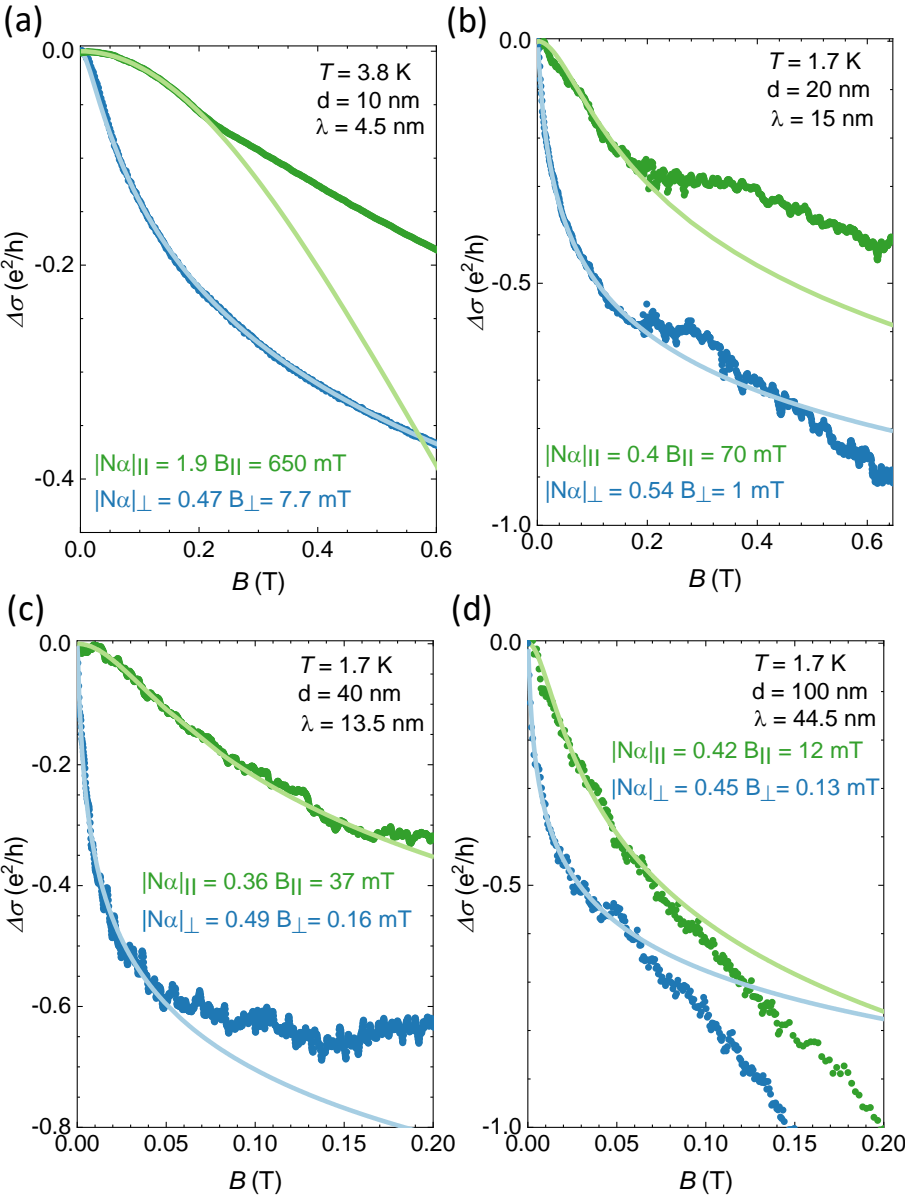 (a)
T = 3.8 K
d = 10 nm
λ = 4.5 nm
|Nα||| = 1.9 B|| = 650 mT
|Nα|⊥ = 0.47 B⊥= 7.7 mT
0.0
-0.2
-0.4
Δσ (e²/h)
0.0 0.2 0.4 0.6
B (T)
(b)
T = 1.7 K
d = 20 nm
λ = 15 nm
|Nα||| = 0.4 B|| = 70 mT
|Nα|⊥ = 0.54 B⊥= 1 mT
0.0
-0.5
-1.0
Δσ (e²/h)
0.0 0.2 0.4 0.6
B (T)
(c)
T = 1.7 K
d = 40 nm
λ = 13.5 nm
|Nα||| = 0.36 B|| = 37 mT
|Nα|⊥ = 0.49 B⊥= 0.16 mT
0.0
-0.2
-0.4
-0.6
-0.8
Δσ (e²/h)
0.00 0.05 0.10 0.15 0.20
B (T)
(d)
T = 1.7 K
d = 100 nm
λ = 44.5 nm
|Nα||| = 0.42 B|| = 12 mT
|Nα|⊥ = 0.45 B⊥= 0.13 mT
0.0
-0.5
-1.0
Δσ (e²/h)
0.00 0.05 0.10 0.15 0.20
B (T)